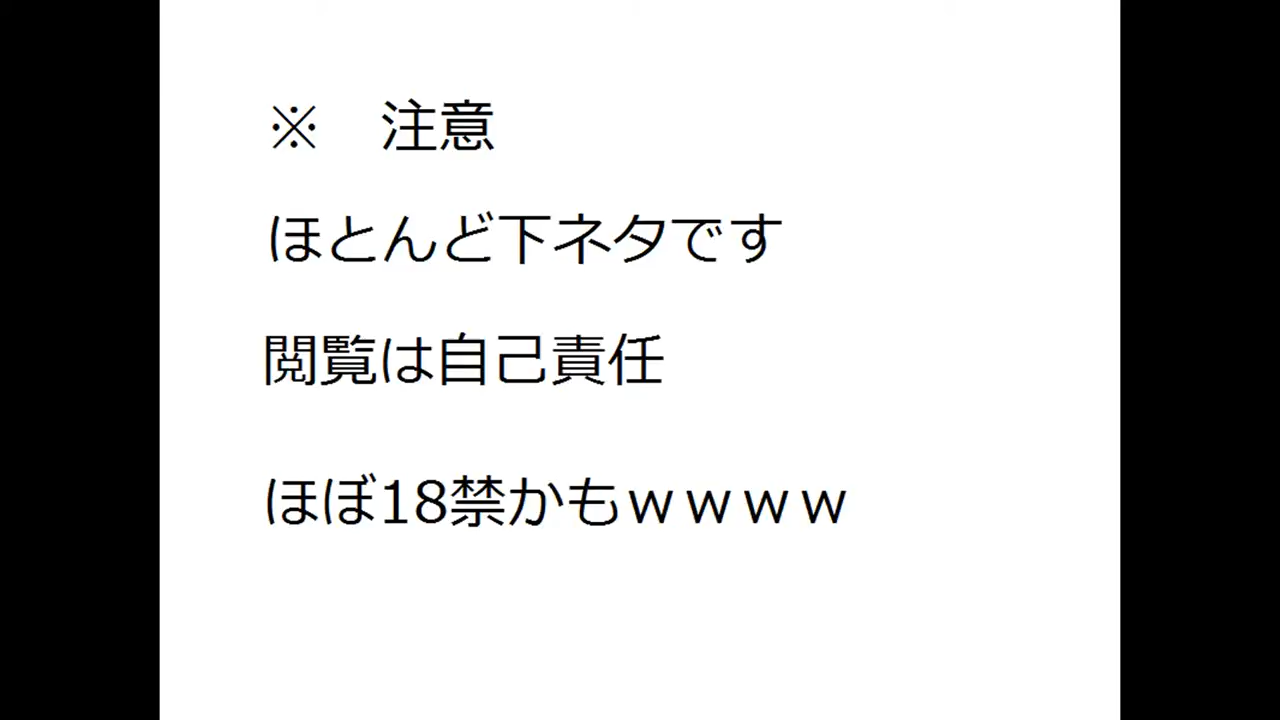 ※　注意
ほとんど下ネタです
閲覧は自己責任
ほぼ18禁かもｗｗｗｗ